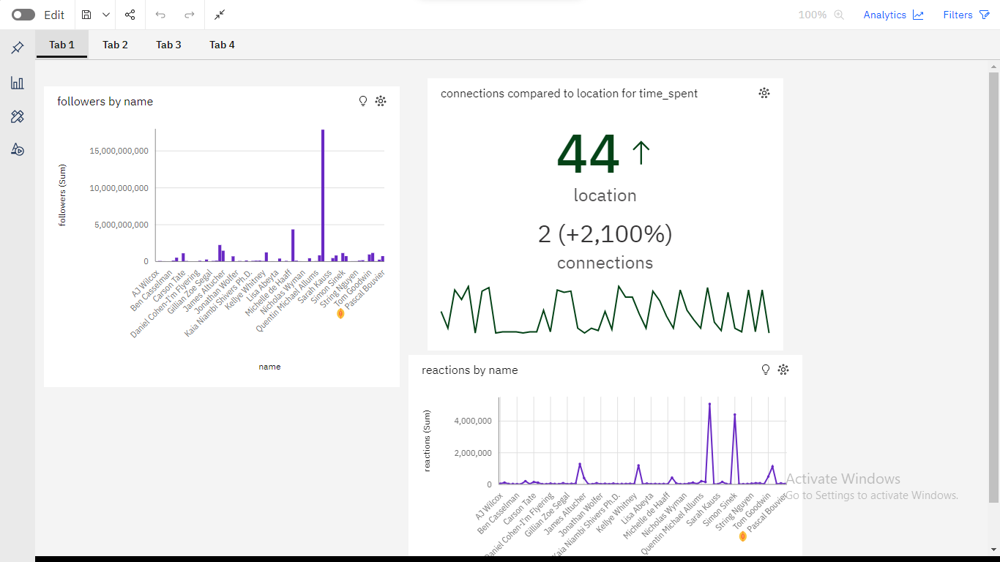 Edit
100%
Analytics
Filters
Tab 1
Tab 2
Tab 3
Tab 4
followers by name
followers (Sum)
15,000,000,000
10,000,000,000
5,000,000,000
0
AJ Wilcox
Ben Casselman
Carson Tate
Daniel Cohen-I'm Flyering
Gillian Zoe Segal
James Altucher
Jonathan Wolfer
Kaia Niambi Shivers Ph.D.
Kellye Whitney
Lisa Abeyta
Michelle de Haaff
Nicholas Wyman
Quentin Michael Allums
Sarah Kauss
Simon Sinek
String Nguyen
Tom Goodwin
Pascal Bouvier
name
connections compared to location for time_spent
44
location
2 (+2,100%)
connections
reactions by name
reactions (Sum)
4,000,000
2,000,000
0
AJ Wilcox
Ben Casselman
Carson Tate
Daniel Cohen-I'm Flyering
Gillian Zoe Segal
James Altucher
Jonathan Wolfer
Kaia Niambi Shivers Ph.D.
Kellye Whitney
Lisa Abeyta
Michelle de Haaff
Nicholas Wyman
Quentin Michael Allums
Sarah Kauss
Simon Sinek
String Nguyen
Tom Goodwin
Pascal Bouvier
Activate Windows
Go to Settings to activate Windows.